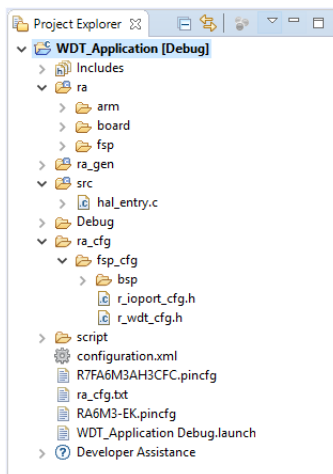 Project Explorer
WDT_Application [Debug]
Includes
ra
arm
board
fsp
ra_gen
src
hal_entry.c
Debug
ra_cfg
fsp_cfg
bsp
r_ioport_cfg.h
r_wdt_cfg.h
script
configuration.xml
R7FA6M3AH3CFC.pincfg
ra_cfg.txt
RA6M3-EK.pincfg
WDT_Application Debug.launch
Developer Assistance